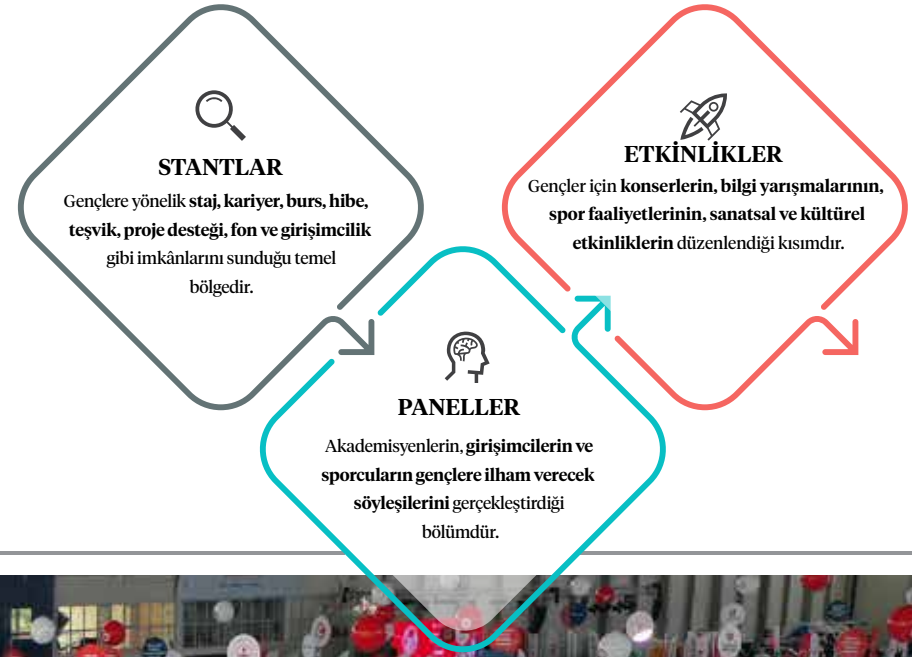 STANTLAR
Gençlere yönelik staj, kariyer, burs, hibe,
teşvik, proje desteği, fon ve girişimcilik
gibi imkânlarını sunduğu temel
bölgedir.
ETKİNLİKLER
Gençler için konserlerin, bilgi yarışmalarının,
spor faaliyetlerinin, sanatsal ve kültürel
etkinliklerin düzenlendiği kısımdır.
PANELLER
Akademisyenlerin, girişimcilerin ve
sporcuların gençlere ilham verecek
söyleşilerini gerçekleştirdiği
bölümdür.